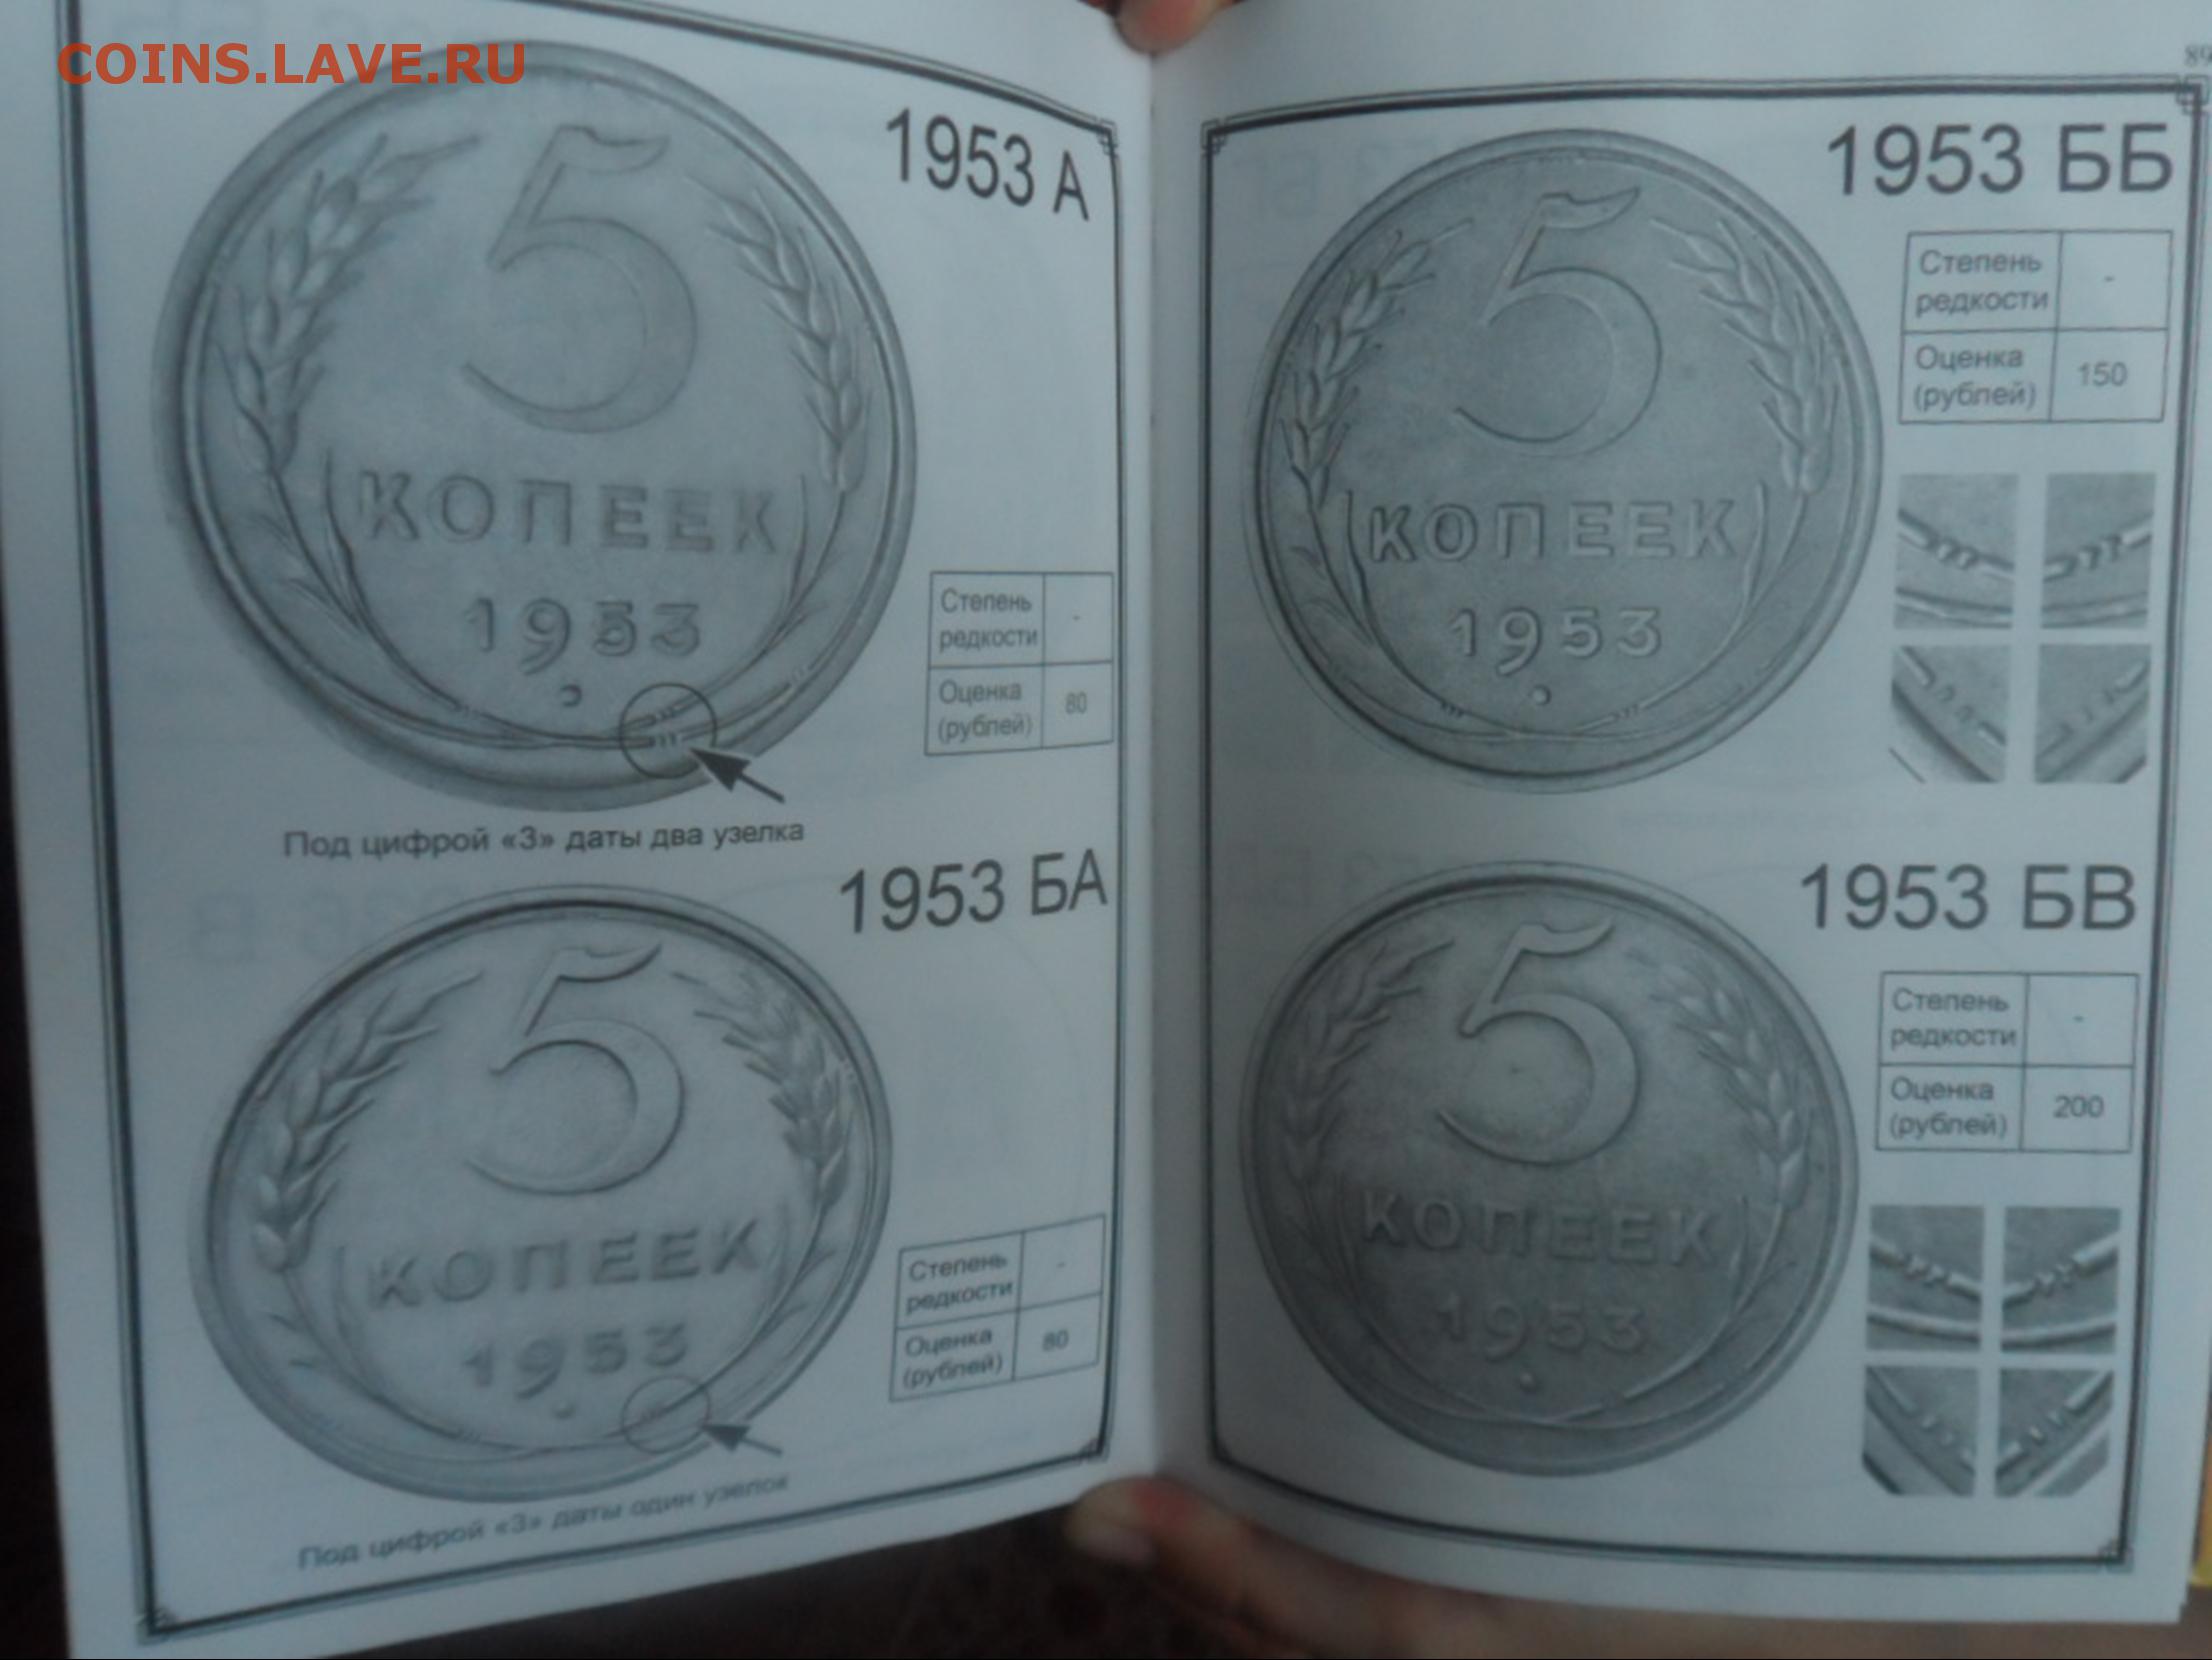 COINS.LAVE.RU
1953 А
5
КОПЕЕК
1953
Степень
редкости
-
Оценка
(рублей)
80
Под цифрой «3» даты два узелка
1953 БА
5
КОПЕЕК
1953
Степень
редкости
-
Оценка
(рублей)
80
Под цифрой «3» даты один узелок
89
1953 ББ
5
КОПЕЕК
1953
Степень
редкости
-
Оценка
(рублей)
150
1953 БВ
5
КОПЕЕК
1953
Степень
редкости
-
Оценка
(рублей)
200